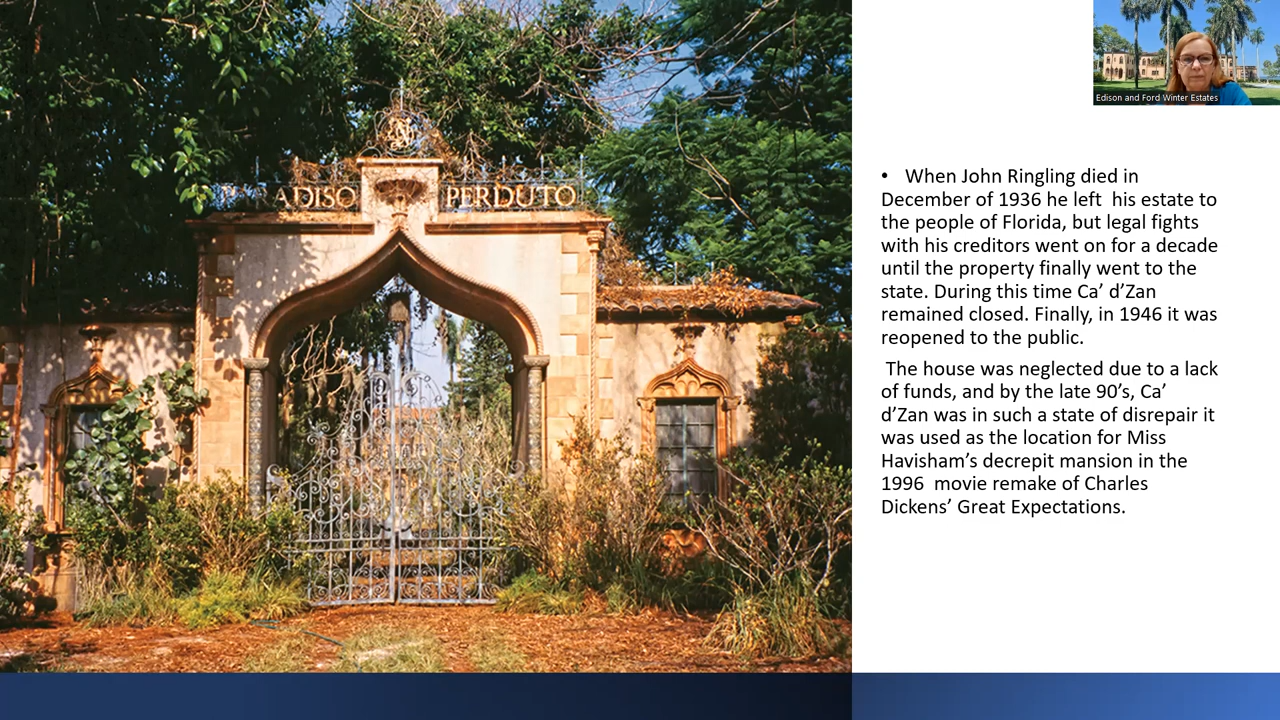 RADISO PERDUTO
Edison and Ford Winter Estates
• When John Ringling died in
December of 1936 he left his estate to
the people of Florida, but legal fights
with his creditors went on for a decade
until the property finally went to the
state. During this time Ca’ d’Zan
remained closed. Finally, in 1946 it was
reopened to the public.
The house was neglected due to a lack
of funds, and by the late 90’s, Ca’
d’Zan was in such a state of disrepair it
was used as the location for Miss
Havisham’s decrepit mansion in the
1996 movie remake of Charles
Dickens’ Great Expectations.